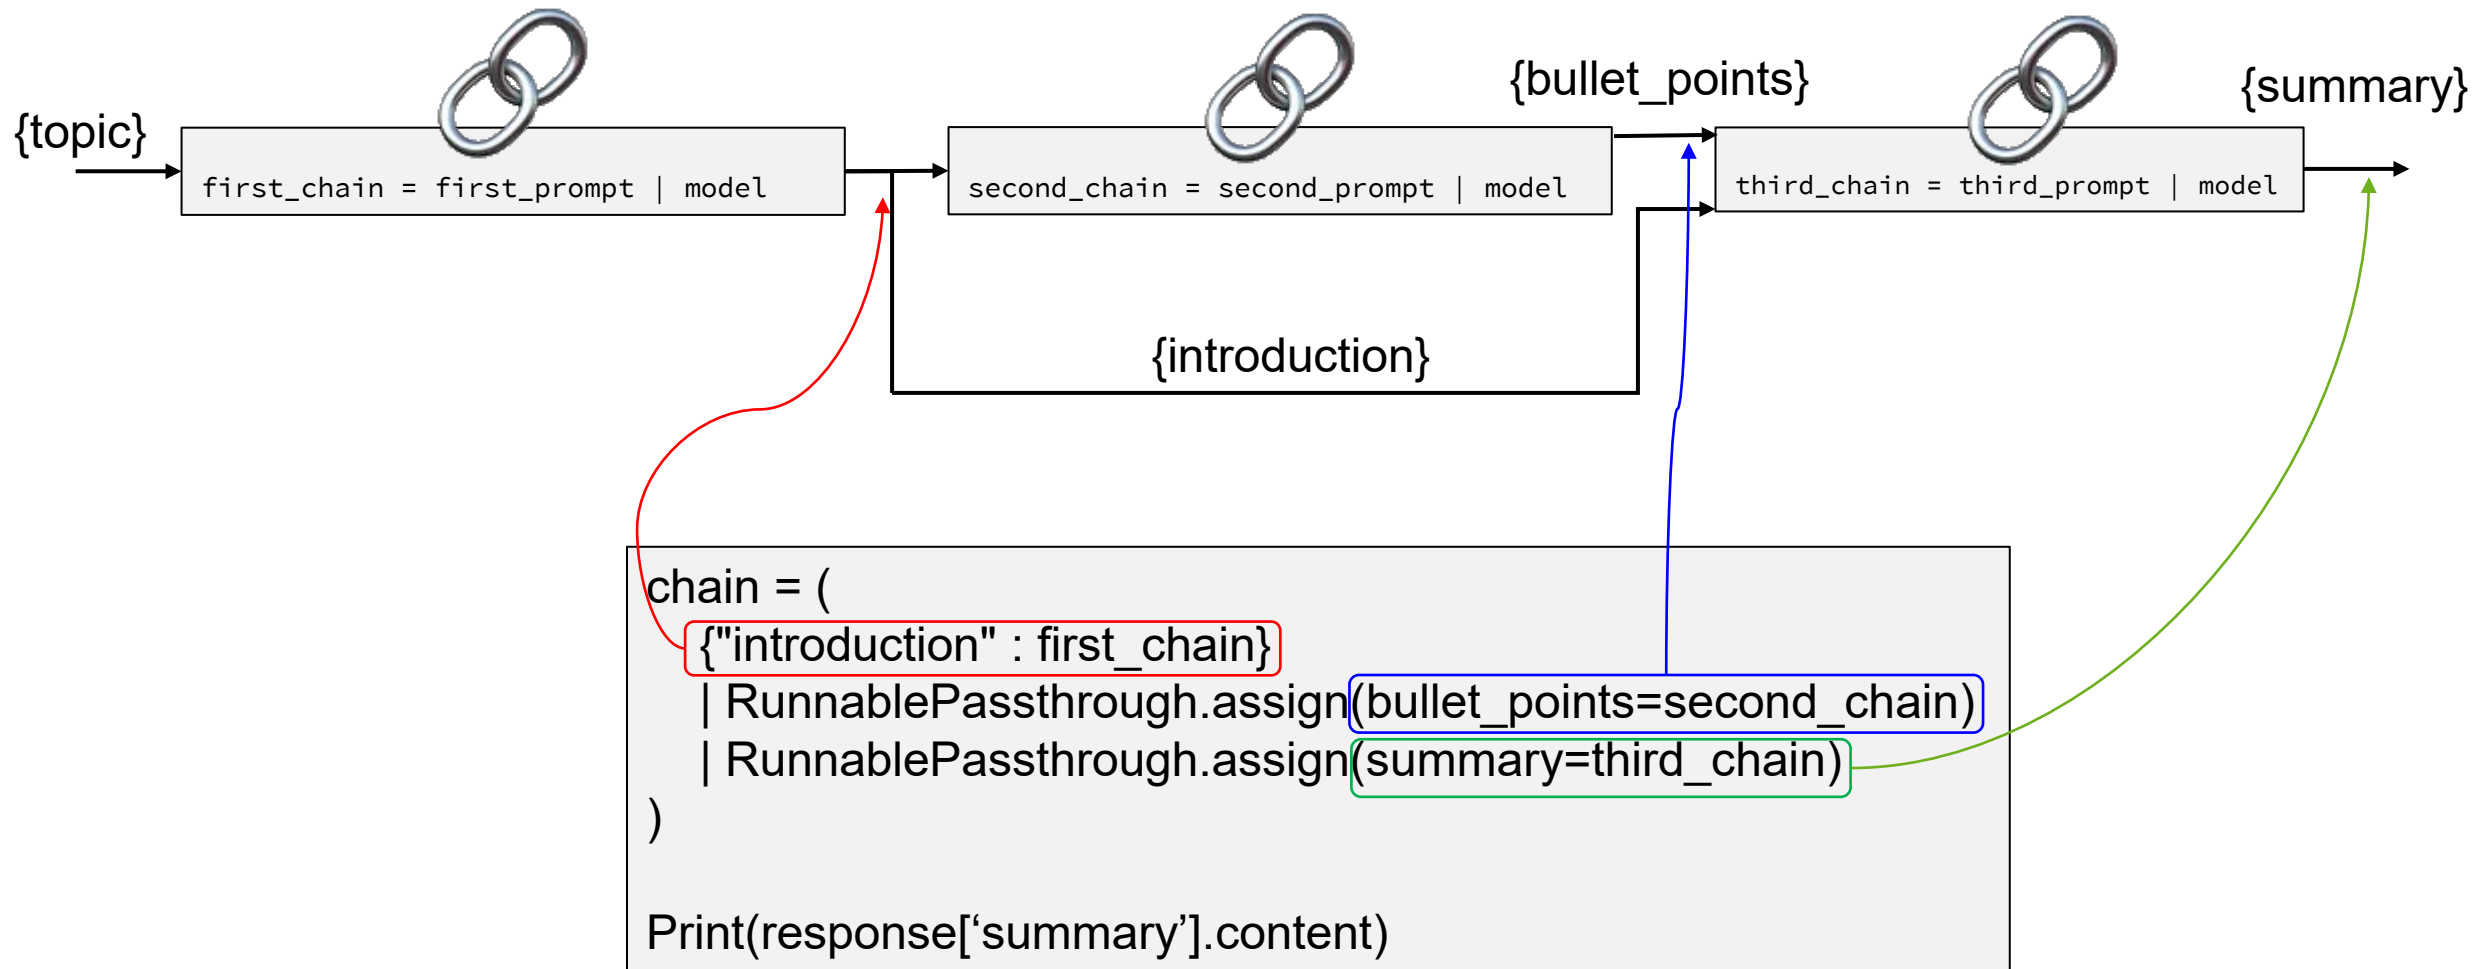 {topic}
first_chain = first_prompt | model
second_chain = second_prompt | model
{bullet_points}
third_chain = third_prompt | model
{summary}
{introduction}
chain = (
{"introduction" : first_chain}
| RunnablePassthrough.assign(bullet_points=second_chain)
| RunnablePassthrough.assign(summary=third_chain)
)
Print(response[‘summary’].content)